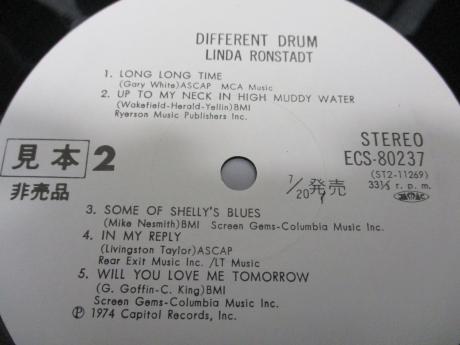 DIFFERENT DRUM
LINDA RONSTADT
1. LONG LONG TIME
(Gary White)ASCAP MCA Music
2. UP TO MY NECK IN HIGH MUDDY WATER
(Wakefield-Herald-Yellin)BMI
Ryerson Music Publishers Inc.
STEREO
ECS-80237
(ST2-11269)
33⅓ r. p. m.
見本 2
非売品
7/20 発売
3. SOME OF SHELLY'S BLUES
(Mike Nesmith)BMI Screen Gems-Columbia Music Inc.
4. IN MY REPLY
(Livingston Taylor)ASCAP
Rear Exit Music Inc. /LT Music
5. WILL YOU LOVE ME TOMORROW
(G. Goffin-C. King)BMI
Screen Gems-Columbia Music Inc.
Ⓟ 1974 Capitol Records, Inc.